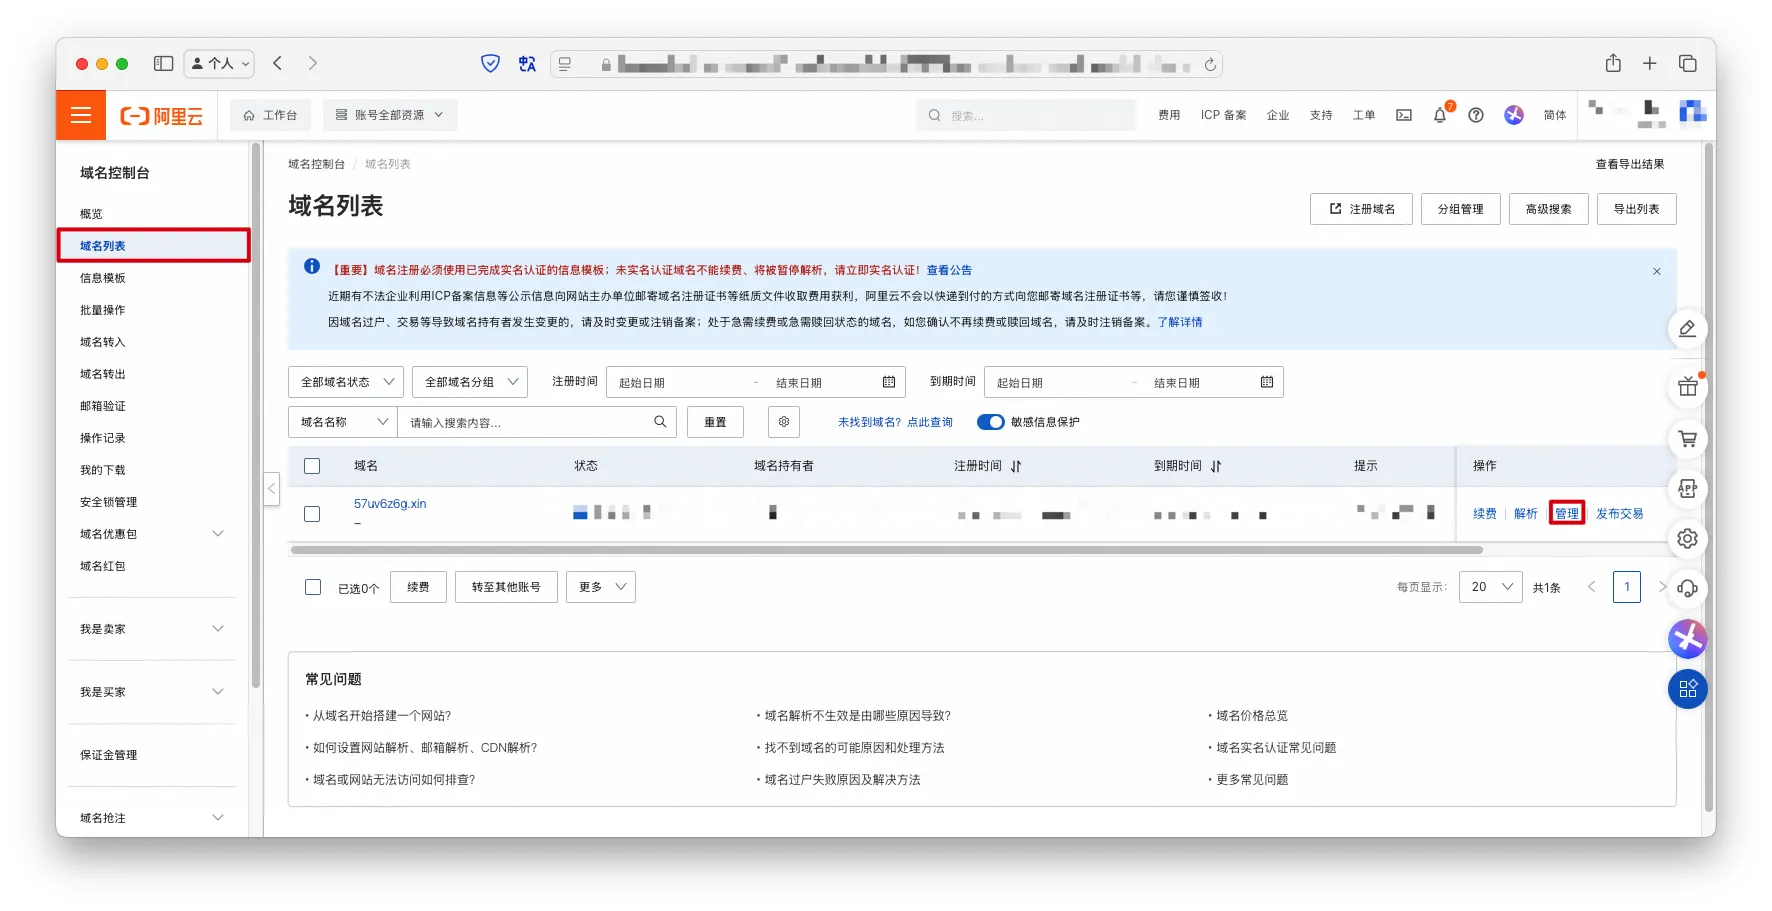 个人
阿里云
工作台
账号全部资源
搜索...
费用
ICP 备案
企业
支持
工单
7
简体
域名控制台
概览
域名列表
信息模板
批量操作
域名转入
域名转出
邮箱验证
操作记录
我的下载
安全锁管理
域名优惠包
域名红包
我是卖家
我是买家
保证金管理
域名抢注
域名控制台 / 域名列表
查看导出结果
域名列表
注册域名
分组管理
高级搜索
导出列表
【重要】域名注册必须使用已完成实名认证的信息模板；未实名认证域名不能续费、将被暂停解析，请立即实名认证！查看公告
近期有不法企业利用ICP备案信息等公示信息向网站主办单位邮寄域名注册证书等纸质文件收取费用获利，阿里云不会以快递到付的方式向您邮寄域名注册证书等，请您谨慎签收！
因域名过户、交易等导致域名持有者发生变更的，请及时变更或注销备案；处于急需续费或急需赎回状态的域名，如您确认不再续费或赎回域名，请及时注销备案。了解详情
全部域名状态
全部域名分组
注册时间
起始日期 - 结束日期
到期时间
起始日期 - 结束日期
域名名称
请输入搜索内容...
重置
未找到域名？点此查询
敏感信息保护
域名
状态
域名持有者
注册时间
到期时间
提示
操作
57uv6z6g.xin
–
续费
解析
管理
发布交易
已选0个
续费
转至其他账号
更多
每页显示：
20
共1条
1
APP
常见问题
• 从域名开始搭建一个网站？
• 域名解析不生效是由哪些原因导致？
• 域名价格总览
• 如何设置网站解析、邮箱解析、CDN解析？
• 找不到域名的可能原因和处理方法
• 域名实名认证常见问题
• 域名或网站无法访问如何排查？
• 域名过户失败原因及解决方法
• 更多常见问题